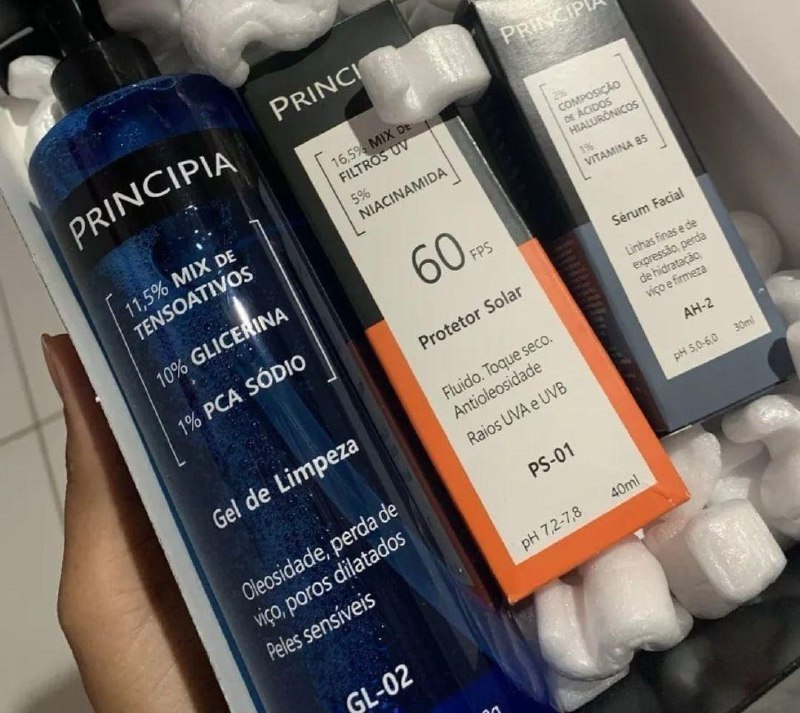 PRINCIPIA
11,5% MIX DE
TENSOATIVOS
10% GLICERINA
1% PCA SÓDIO
Gel de Limpeza
Oleosidade, perda de
viço, poros dilatados
Peles sensíveis
GL-02
PRINCI
16,5% MIX DE
FILTROS UV
5%
NIACINAMIDA
60 FPS
Protetor Solar
Fluido. Toque seco.
Antioleosidade
Raios UVA e UVB
PS-01
pH 7,2-7,8 40ml
PRINCIPIA
2%
COMPOSIÇÃO
DE ÁCIDOS
HIALURÔNICOS
1%
VITAMINA B5
Sérum Facial
Linhas finas e de
expressão, perda
de hidratação,
viço e firmeza
AH-2
pH 5,0-6,0 30ml